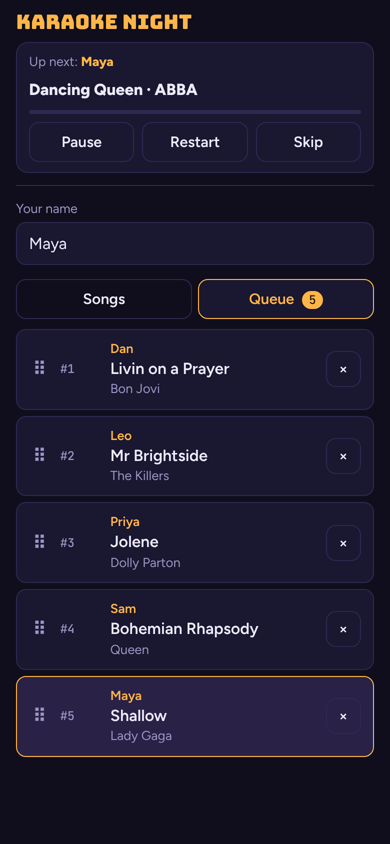 KARAOKE NIGHT
Up next: Maya
Dancing Queen · ABBA
Pause
Restart
Skip
Your name
Maya
Songs
Queue 5
#1
Dan
Livin on a Prayer
Bon Jovi
×
#2
Leo
Mr Brightside
The Killers
×
#3
Priya
Jolene
Dolly Parton
×
#4
Sam
Bohemian Rhapsody
Queen
×
#5
Maya
Shallow
Lady Gaga
×